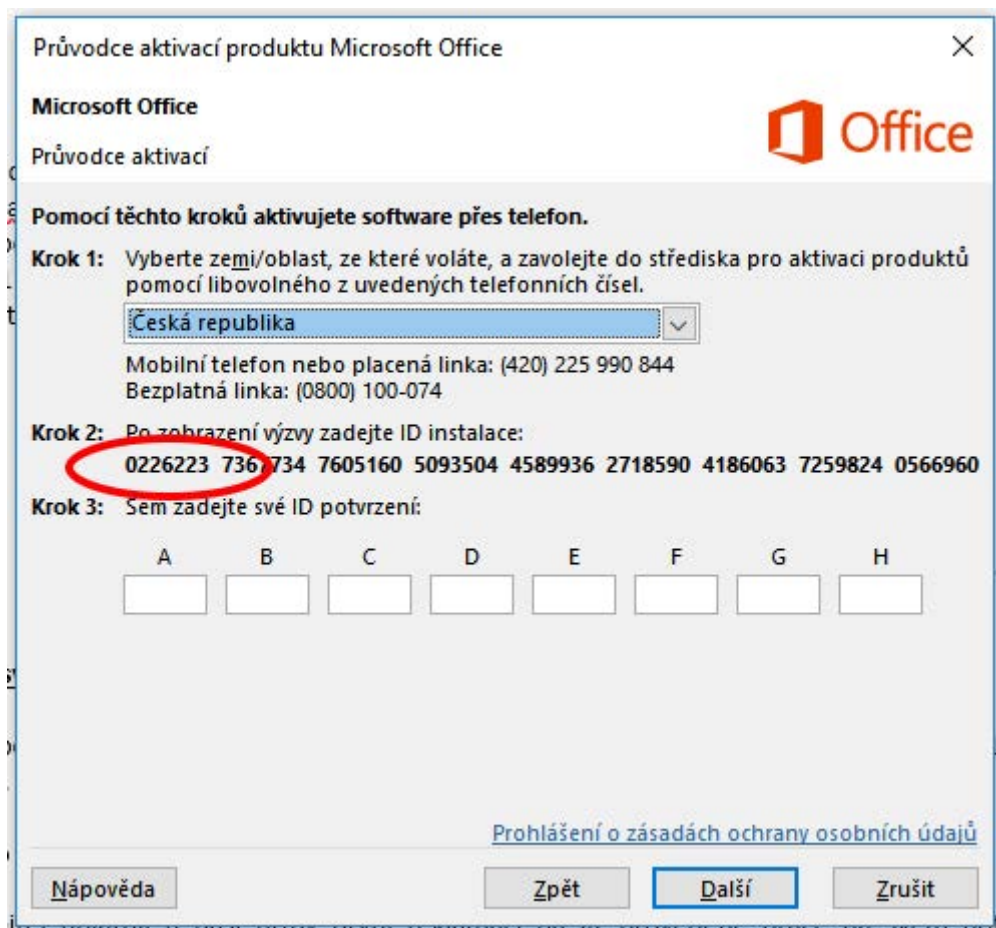 Průvodce aktivací produktu Microsoft Office
Microsoft Office
Office
Průvodce aktivací
Pomocí těchto kroků aktivujete software přes telefon.
Krok 1: Vyberte zemi/oblast, ze které voláte, a zavolejte do střediska pro aktivaci produktů
pomocí libovolného z uvedených telefonních čísel.
Česká republika
Mobilní telefon nebo placená linka: (420) 225 990 844
Bezplatná linka: (0800) 100-074
Krok 2: Po zobrazení výzvy zadejte ID instalace:
0226223 7367734 7605160 5093504 4589936 2718590 4186063 7259824 0566960
Krok 3: Sem zadejte své ID potvrzení:
A B C D E F G H
Prohlášení o zásadách ochrany osobních údajů
Nápověda Zpět Další Zrušit